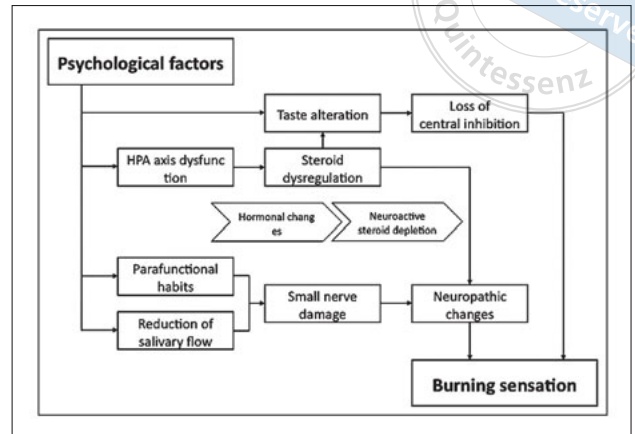 Psychological factors
Taste alteration
Loss of
central inhibition
HPA axis dysfunc
tion
Steroid
dysregulation
Hormonal chang
es
Neuroactive
steroid depletion
Parafunctional
habits
Small nerve
damage
Neuropathic
changes
Reduction of
salivary flow
Burning sensation
Quintessenz